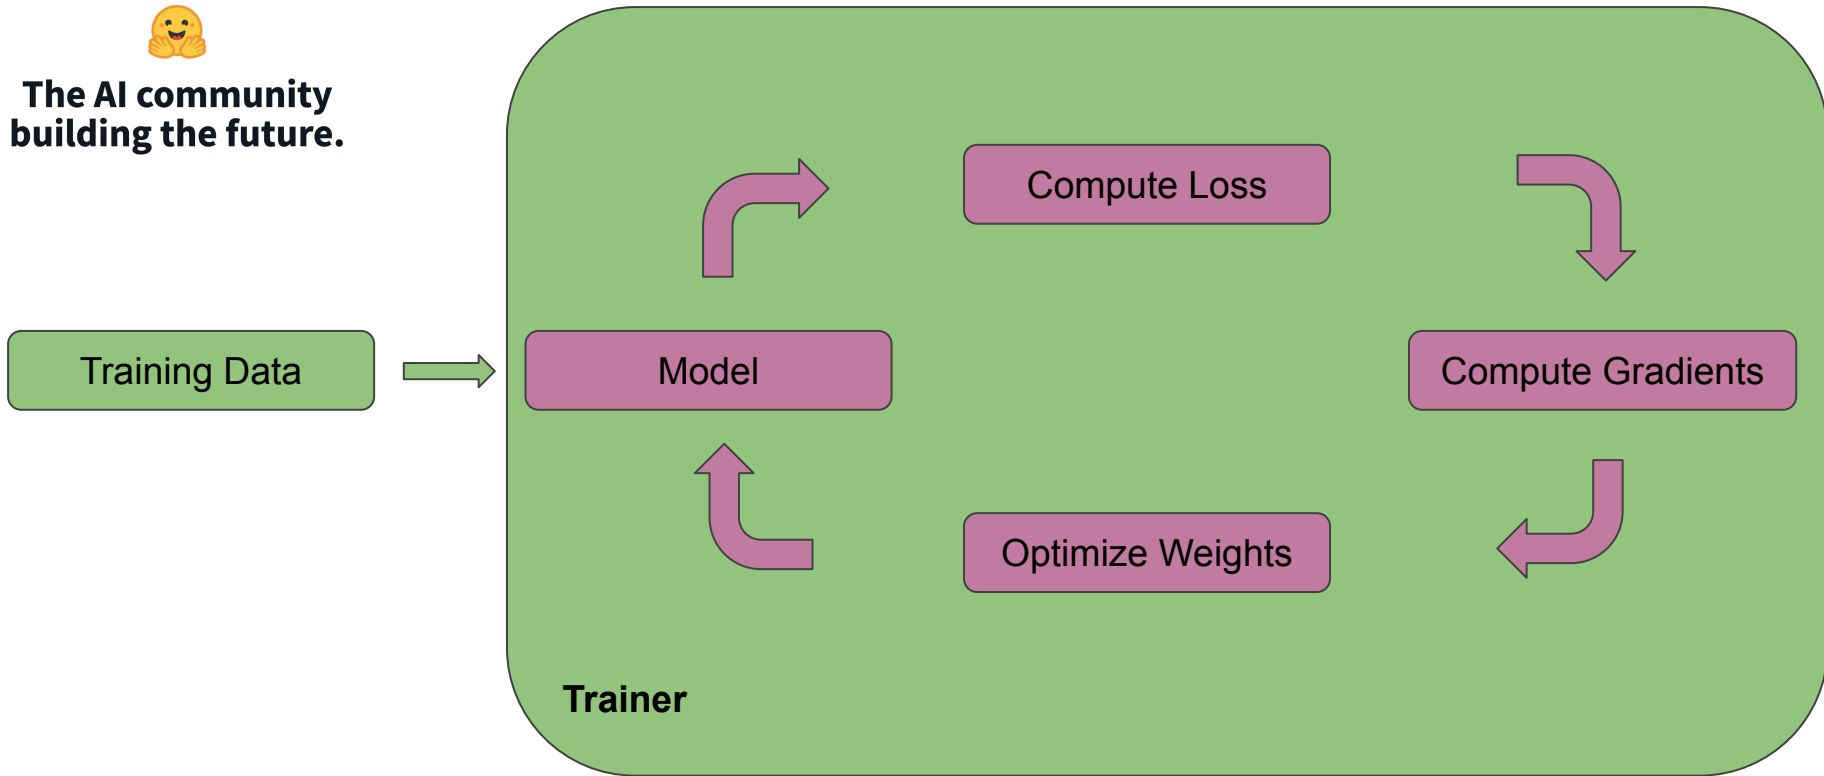 The AI community
building the future.
Compute Loss
Training Data
Model
Compute Gradients
Optimize Weights
Trainer